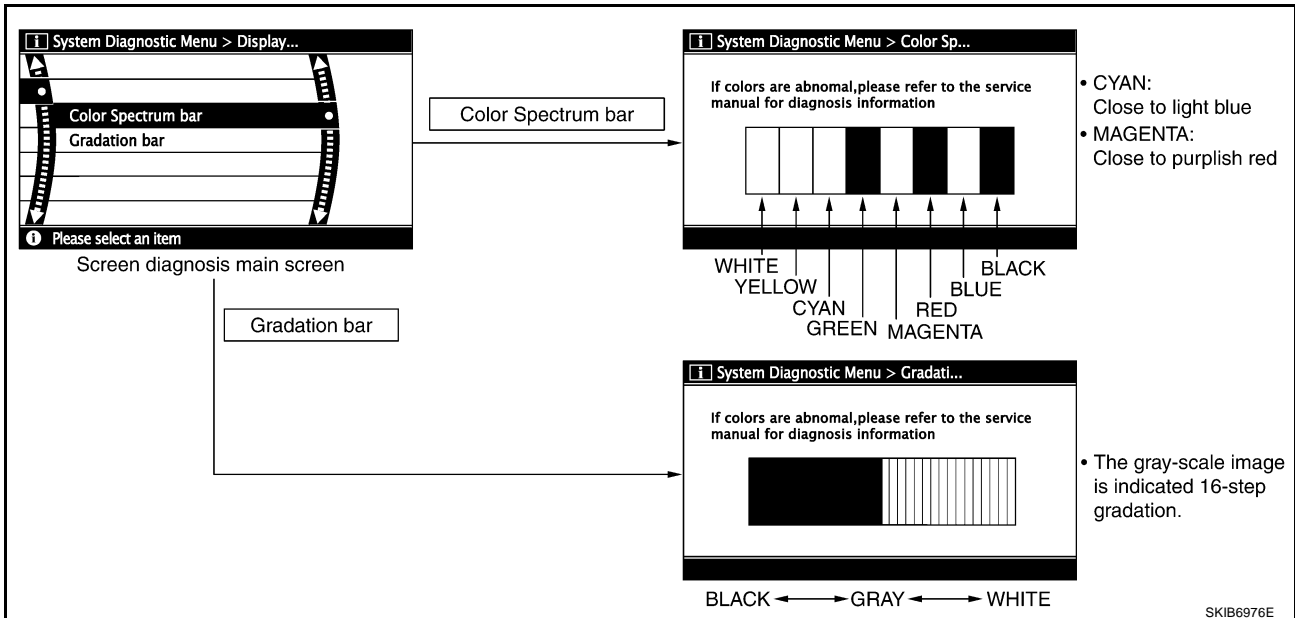 System Diagnostic Menu > Display...
Color Spectrum bar
Gradation bar
Please select an item
Screen diagnosis main screen
Color Spectrum bar
Gradation bar
System Diagnostic Menu > Color Sp...
If colors are abnomal,please refer to the service
manual for diagnosis information
WHITE
YELLOW
CYAN
GREEN
MAGENTA
RED
BLUE
BLACK
• CYAN:
Close to light blue
• MAGENTA:
Close to purplish red
System Diagnostic Menu > Gradati...
If colors are abnomal,please refer to the service
manual for diagnosis information
BLACK GRAY WHITE
• The gray-scale image
is indicated 16-step
gradation.
SKIB6976E